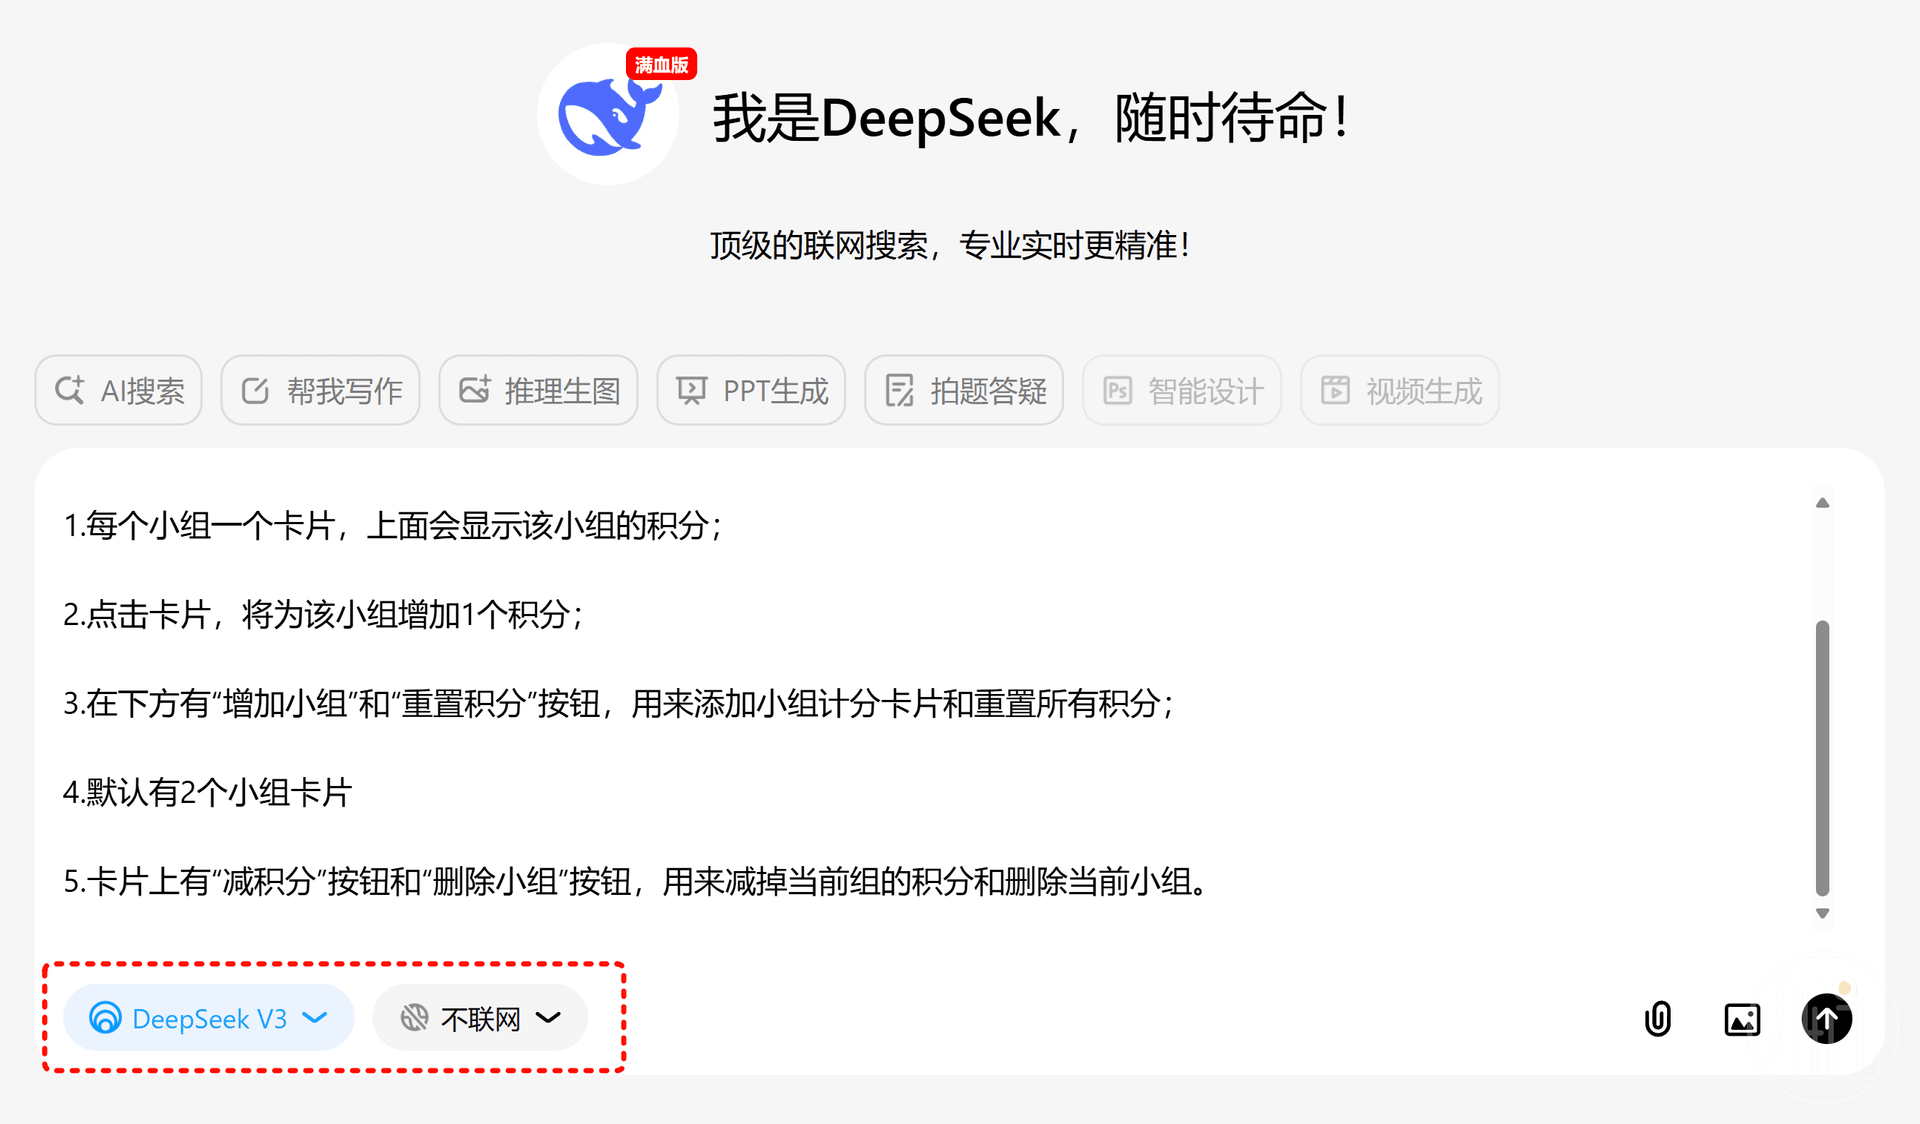 满血版
我是DeepSeek，随时待命！
顶级的联网搜索，专业实时更精准！
AI搜索 帮我写作 推理生图 PPT生成 拍题答疑 Ps 智能设计 视频生成
1.每个小组一个卡片，上面会显示该小组的积分；
2.点击卡片，将为该小组增加1个积分；
3.在下方有“增加小组”和“重置积分”按钮，用来添加小组计分卡片和重置所有积分；
4.默认有2个小组卡片
5.卡片上有“减积分”按钮和“删除小组”按钮，用来减掉当前组的积分和删除当前小组。
DeepSeek V3 不联网